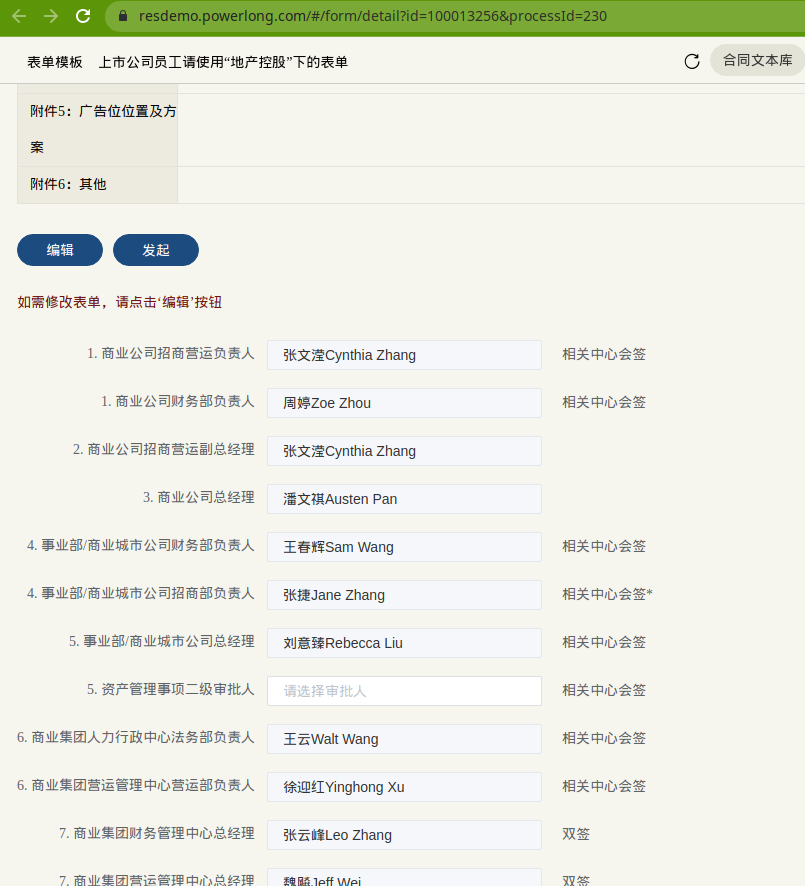 resdemo.powerlong.com/#/form/detail?id=100013256&processId=230
表单模板 上市公司员工请使用“地产控股”下的表单
合同文本库
附件5：广告位位置及方
案
附件6：其他
编辑 发起
如需修改表单，请点击‘编辑’按钮
1. 商业公司招商营运负责人 张文滢Cynthia Zhang 相关中心会签
1. 商业公司财务部负责人 周婷Zoe Zhou 相关中心会签
2. 商业公司招商营运副总经理 张文滢Cynthia Zhang
3. 商业公司总经理 潘文祺Austen Pan
4. 事业部/商业城市公司财务部负责人 王春辉Sam Wang 相关中心会签
4. 事业部/商业城市公司招商部负责人 张捷Jane Zhang 相关中心会签*
5. 事业部/商业城市公司总经理 刘意臻Rebecca Liu 相关中心会签
5. 资产管理事项二级审批人 请选择审批人 相关中心会签
6. 商业集团人力行政中心法务部负责人 王云Walt Wang 相关中心会签
6. 商业集团营运管理中心营运部负责人 徐迎红Yinghong Xu 相关中心会签
7. 商业集团财务管理中心总经理 张云峰Leo Zhang 双签
7. 商业集团营运管理中心总经理 Jeff Wei 双签